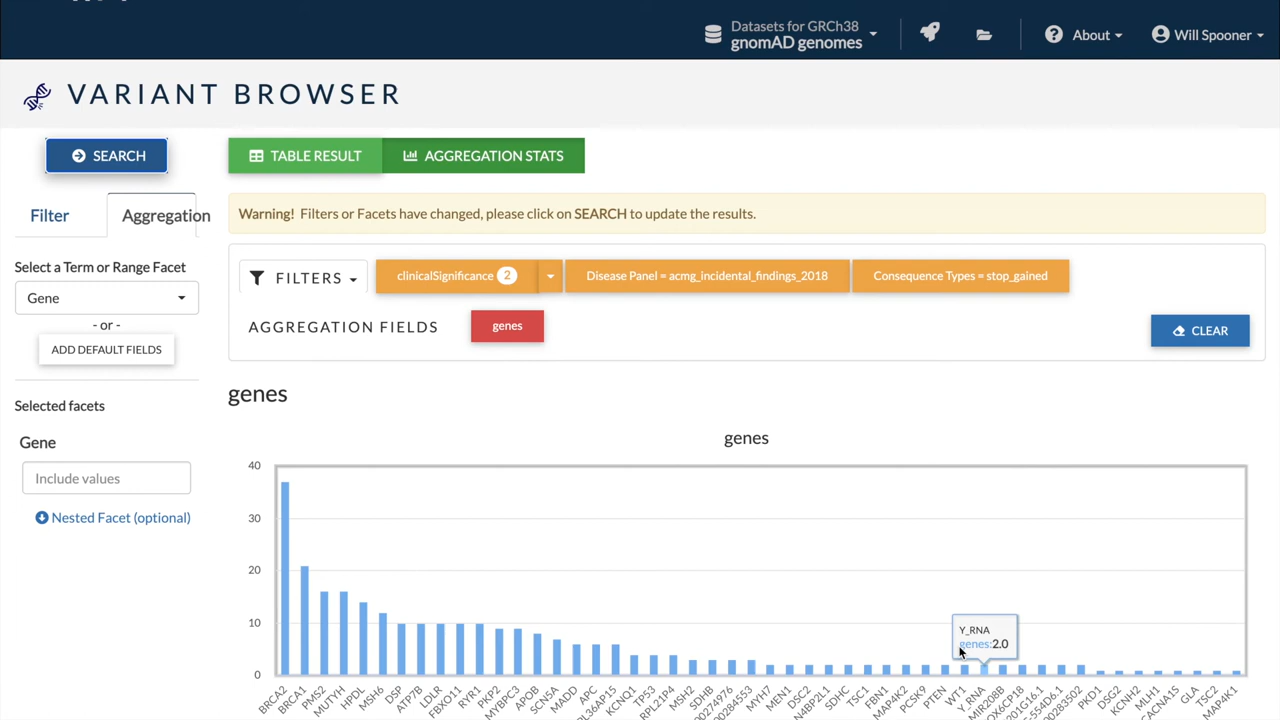 Datasets for GRCh38
gnomAD genomes
About
Will Spooner
VARIANT BROWSER
SEARCH
TABLE RESULT
AGGREGATION STATS
Filter
Aggregation
Warning! Filters or Facets have changed, please click on SEARCH to update the results.
Select a Term or Range Facet
Gene
- or -
ADD DEFAULT FIELDS
FILTERS
clinicalSignificance 2
Disease Panel = acmg_incidental_findings_2018
Consequence Types = stop_gained
AGGREGATION FIELDS
genes
CLEAR
Selected facets
Gene
Include values
Nested Facet (optional)
genes
genes
40
30
20
10
0
Y_RNA
genes:2.0
BRCA2
BRCA1
PMS2
MUTYH
HPDL
MSH6
DSP
ATP7B
LDLR
FBXO11
RYR1
PKP2
MYBPC3
APOB
SCN5A
MADD
APC
KCNQ1
TP53
RPL21P4
MSH2
SDHB
MYH7
MEN1
DSC2
SDHC
TSC1
FBN1
MAP4K2
PCSK9
PTEN
WT1
Y_RNA
MIR20RB
PKD1
DSG2
KCNH2
MLH1
GLA
TSC2
MAP4K1